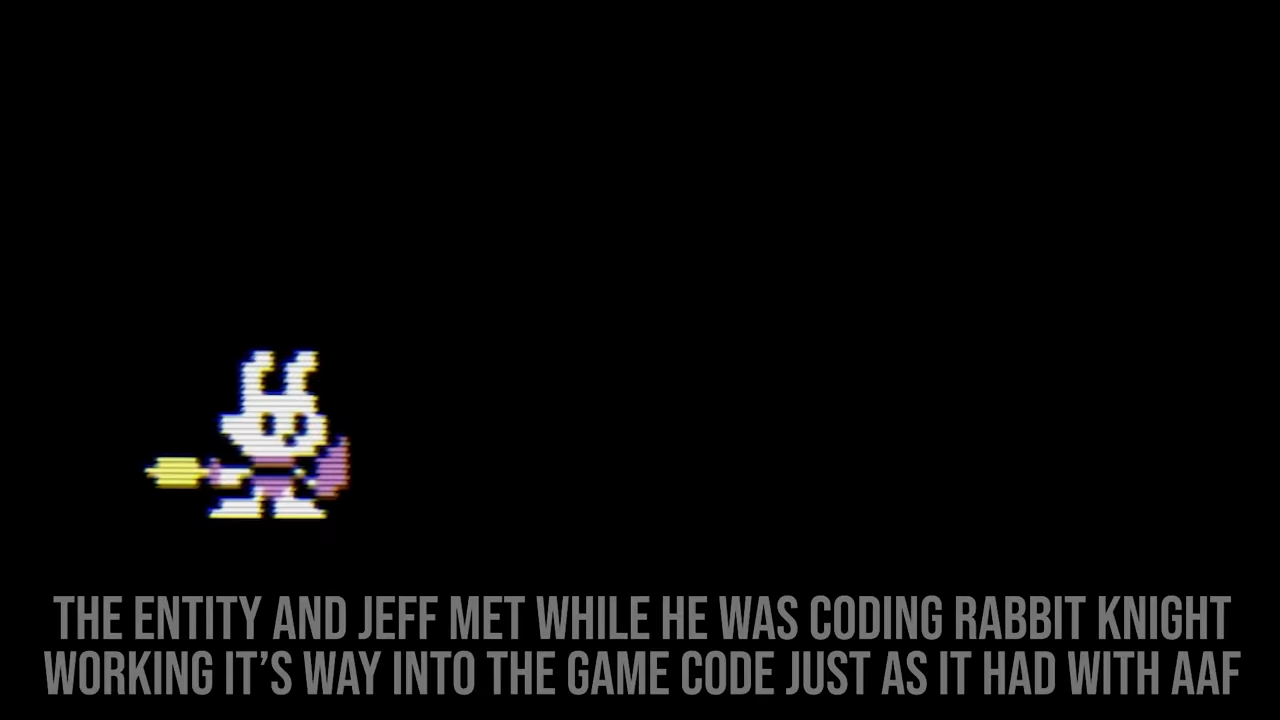 THE ENTITY AND JEFF MET WHILE HE WAS CODING RABBIT KNIGHT
WORKING IT’S WAY INTO THE GAME CODE JUST AS IT HAD WITH AAF